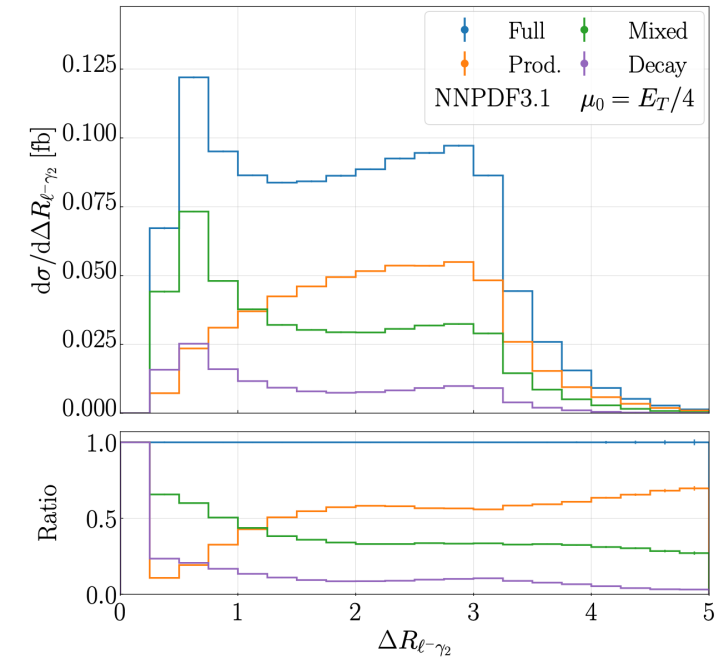 Full Mixed
Prod. Decay
NNPDF3.1 μ₀ = E_T/4
dσ/dΔR_{ℓ⁻γ₂} [fb]
0.125
0.100
0.075
0.050
0.025
0.000
Ratio
1.0
0.5
0.0
0 1 2 3 4 5
ΔR_{ℓ⁻γ₂}